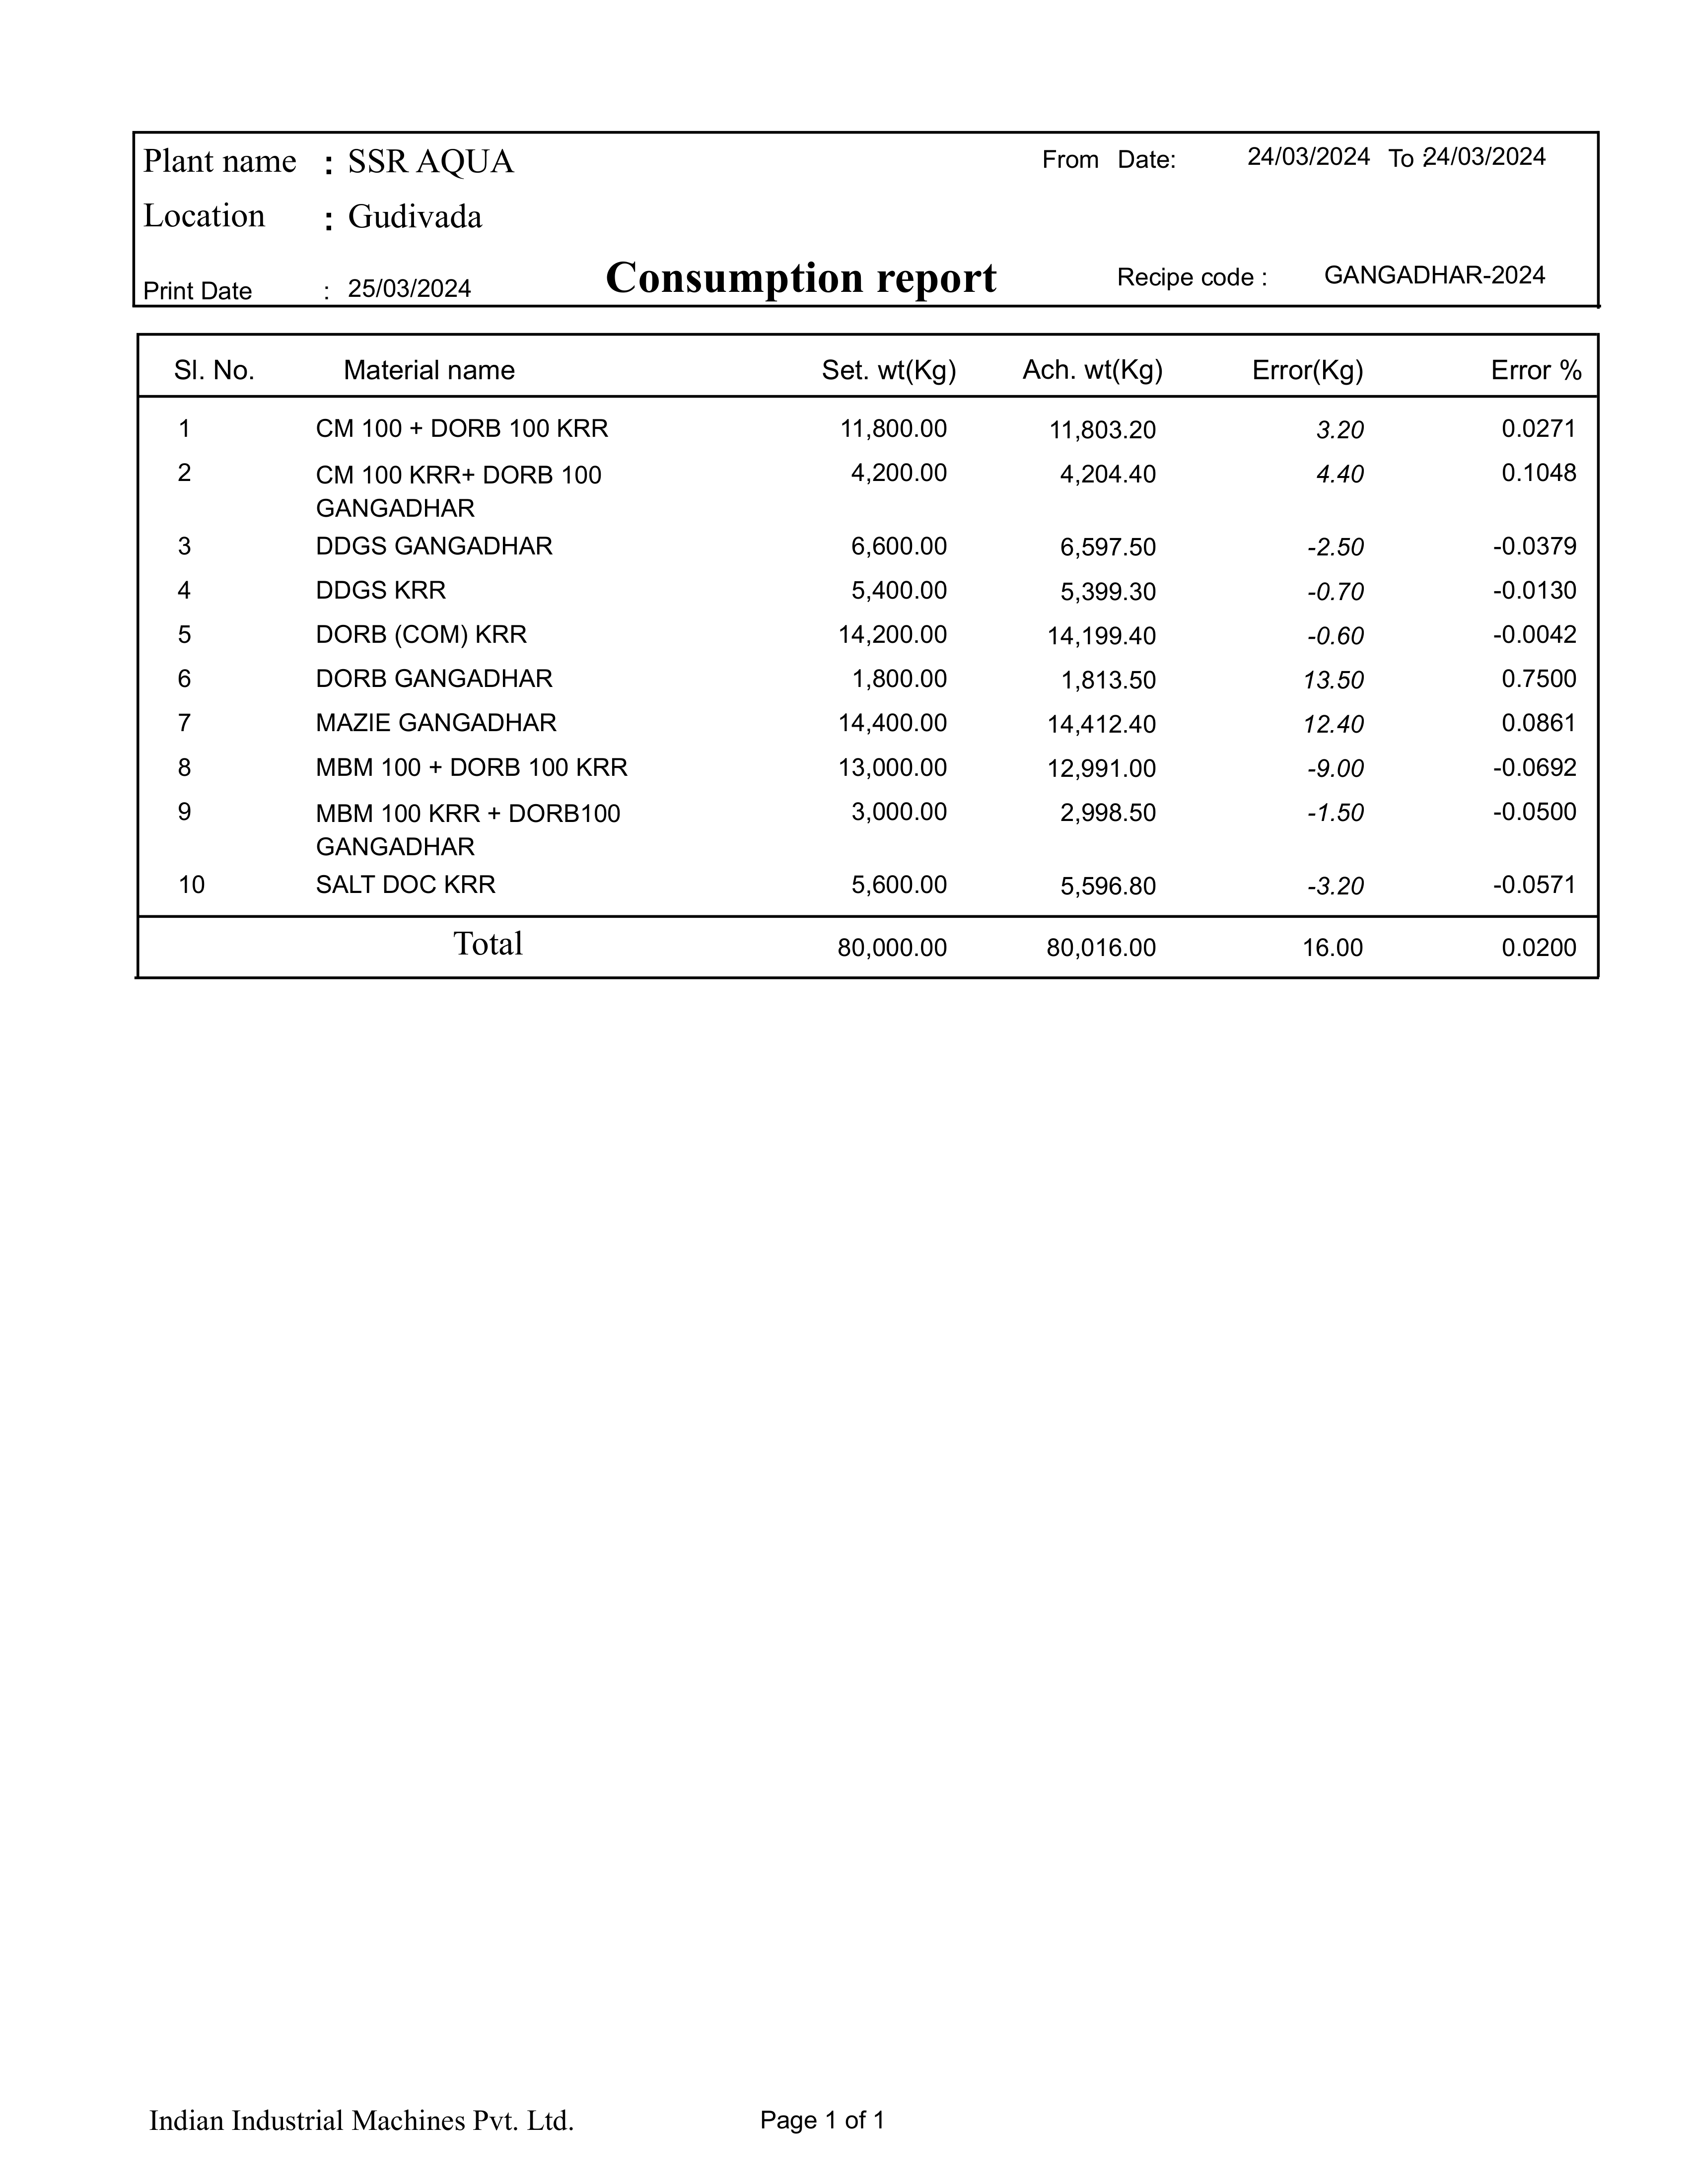 Plant name : SSR AQUA From Date: 24/03/2024 To :24/03/2024
Location : Gudivada
Print Date : 25/03/2024 Consumption report Recipe code : GANGADHAR-2024
Sl. No. Material name Set. wt(Kg) Ach. wt(Kg) Error(Kg) Error %
1 CM 100 + DORB 100 KRR 11,800.00 11,803.20 3.20 0.0271
2 CM 100 KRR+ DORB 100 4,200.00 4,204.40 4.40 0.1048
GANGADHAR
3 DDGS GANGADHAR 6,600.00 6,597.50 -2.50 -0.0379
4 DDGS KRR 5,400.00 5,399.30 -0.70 -0.0130
5 DORB (COM) KRR 14,200.00 14,199.40 -0.60 -0.0042
6 DORB GANGADHAR 1,800.00 1,813.50 13.50 0.7500
7 MAZIE GANGADHAR 14,400.00 14,412.40 12.40 0.0861
8 MBM 100 + DORB 100 KRR 13,000.00 12,991.00 -9.00 -0.0692
9 MBM 100 KRR + DORB100 3,000.00 2,998.50 -1.50 -0.0500
GANGADHAR
10 SALT DOC KRR 5,600.00 5,596.80 -3.20 -0.0571
Total 80,000.00 80,016.00 16.00 0.0200
Indian Industrial Machines Pvt. Ltd. Page 1 of 1